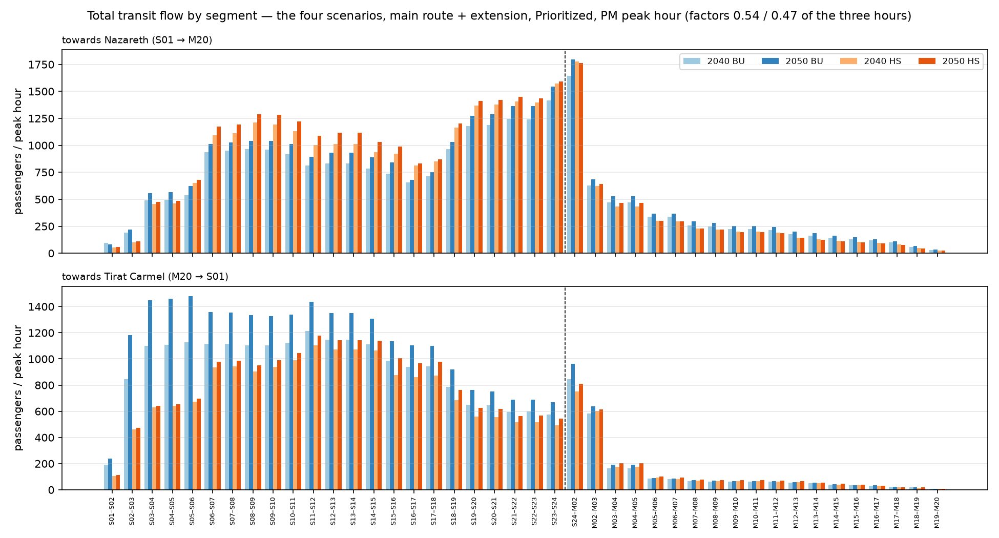 Total transit flow by segment — the four scenarios, main route + extension, Prioritized, PM peak hour (factors 0.54 / 0.47 of the three hours)
towards Nazareth (S01 → M20)
2040 BU 2050 BU 2040 HS 2050 HS
passengers / peak hour
1750
1500
1250
1000
750
500
250
0
towards Tirat Carmel (M20 → S01)
passengers / peak hour
1400
1200
1000
800
600
400
200
0
S01–S02
S02–S03
S03–S04
S04–S05
S05–S06
S06–S07
S07–S08
S08–S09
S09–S10
S10–S11
S11–S12
S12–S13
S13–S14
S14–S15
S15–S16
S16–S17
S17–S18
S18–S19
S19–S20
S20–S21
S21–S22
S22–S23
S23–S24
S24–M02
M02–M03
M03–M04
M04–M05
M05–M06
M06–M07
M07–M08
M08–M09
M09–M10
M10–M11
M11–M12
M12–M13
M13–M14
M14–M15
M15–M16
M16–M17
M17–M18
M18–M19
M19–M20